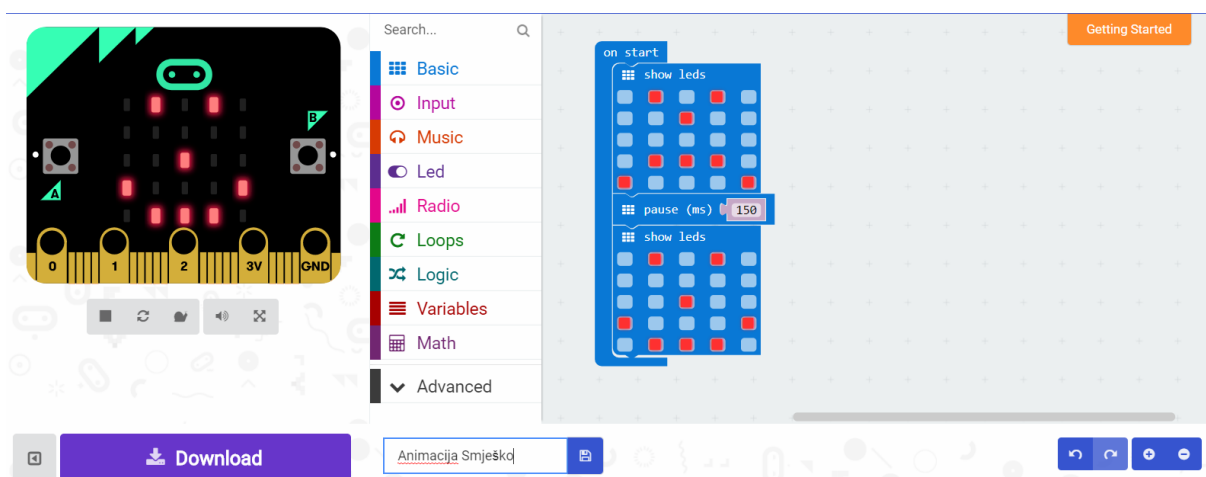 Search...
Getting Started
on start
Basic
show leds
Input
B
Music
Led
A
Radio
pause (ms) 150
Loops
show leds
0 1 2 3V GND
Logic
Variables
Math
Advanced
Download
Animacija Smješko